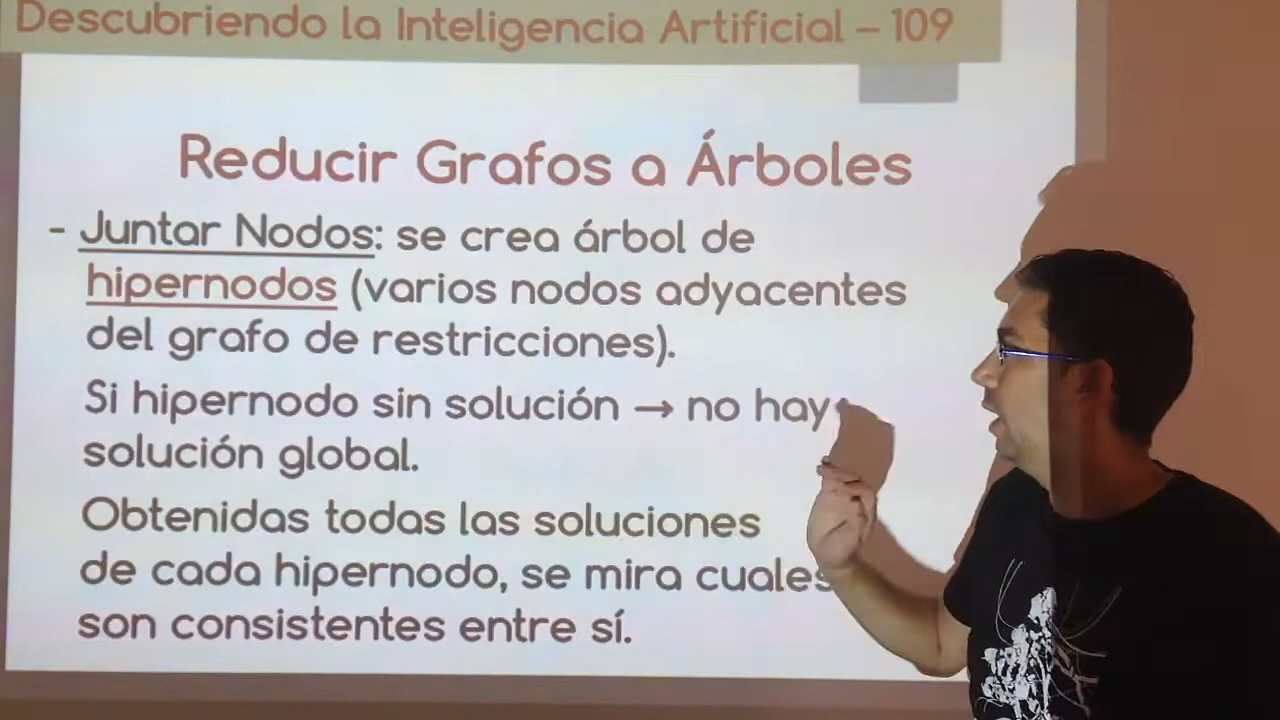 Descubriendo la Inteligencia Artificial – 109
Reducir Grafos a Árboles
- Juntar Nodos: se crea árbol de
hipernodos (varios nodos adyacentes
del grafo de restricciones).
Si hipernodo sin solución → no hay
solución global.
Obtenidas todas las soluciones
de cada hipernodo, se mira cuales
son consistentes entre sí.